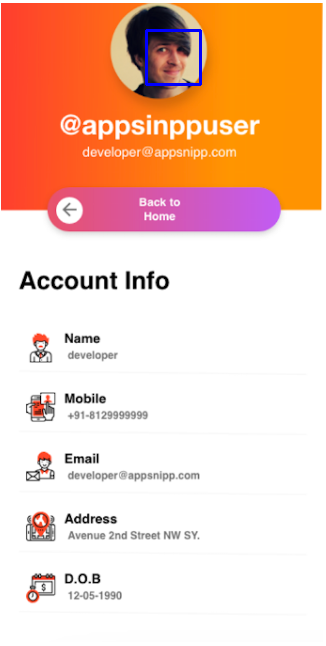 @appsinppuser
developer@appsnipp.com
Back to
Home
Account Info
Name
developer
Mobile
+91-8129999999
Email
developer@appsnipp.com
Address
Avenue 2nd Street NW SY.
D.O.B
12-05-1990